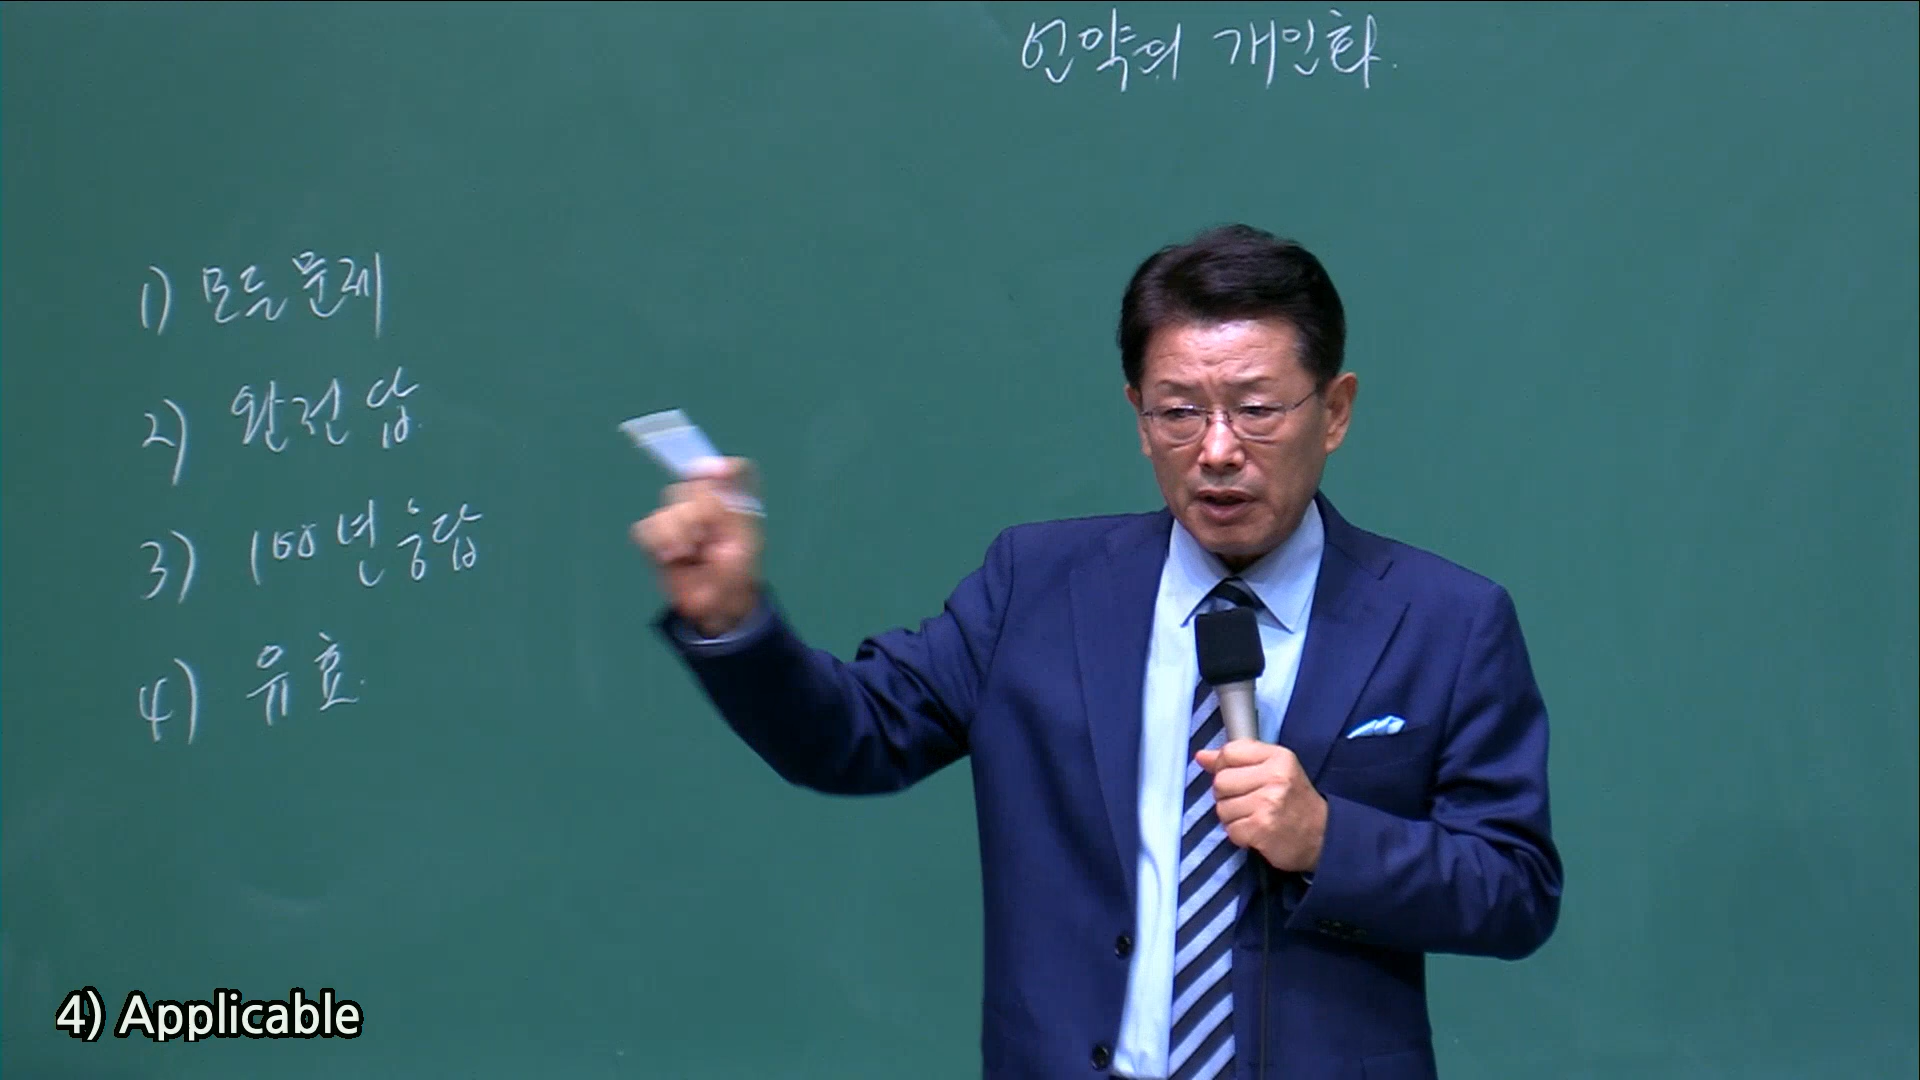 언약의 개인화.
1) 모든 문제
2) 완전 답.
3) 100년 응답
4) 유효.
4) Applicable